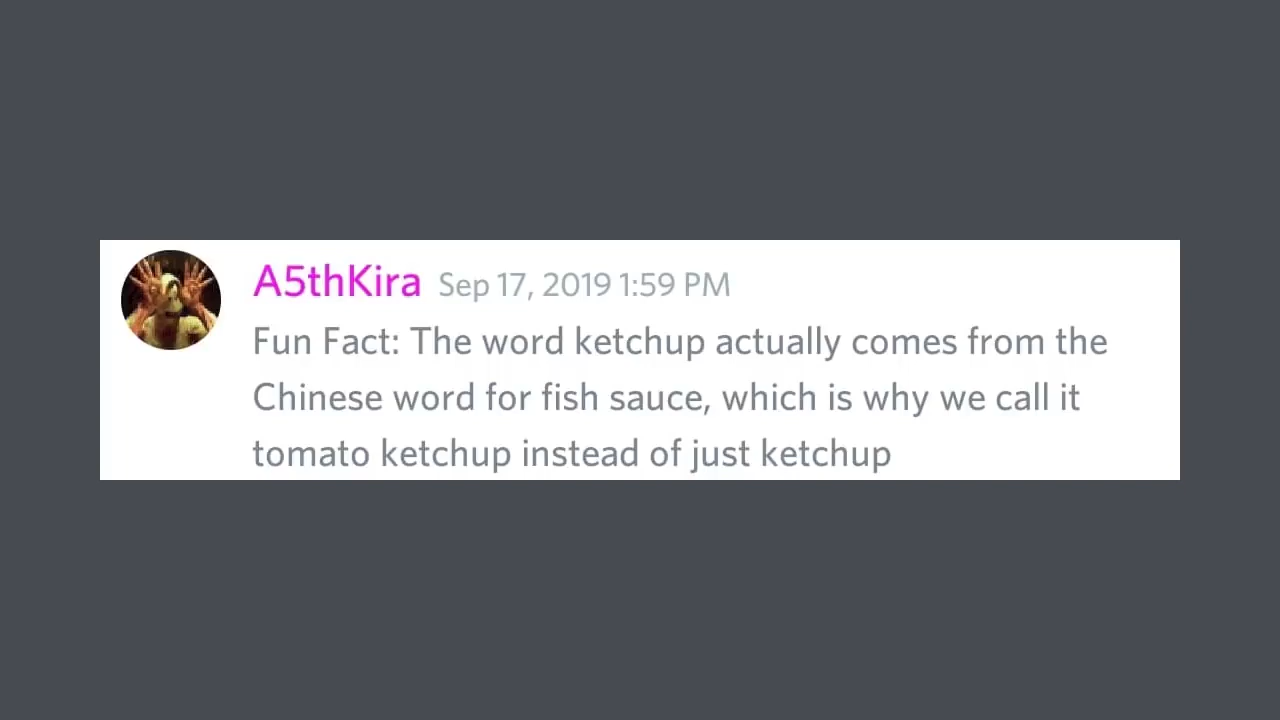 A5thKira Sep 17, 2019 1:59 PM
Fun Fact: The word ketchup actually comes from the
Chinese word for fish sauce, which is why we call it
tomato ketchup instead of just ketchup